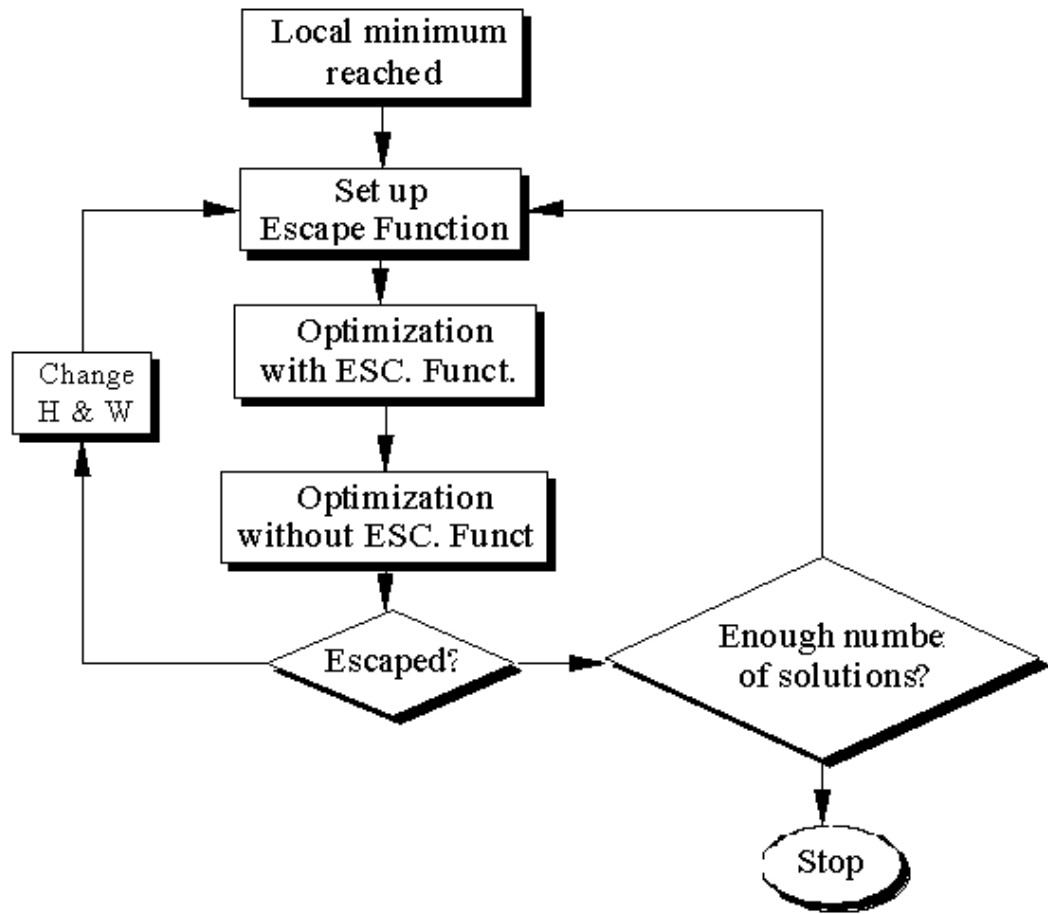 Local minimum
reached
Set up
Escape Function
Optimization
with ESC. Funct.
Change
H & W
Optimization
without ESC. Funct
Escaped?
Enough numbe
of solutions?
Stop